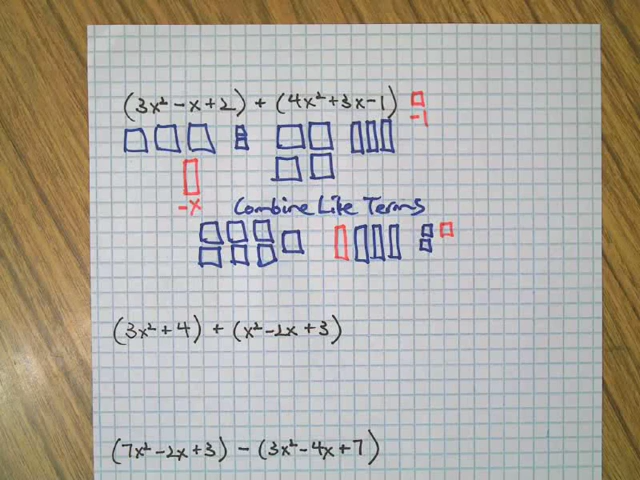 (3x² - x + 2) + (4x² + 3x - 1)
-1
-x
Combine Like Terms
(3x² + 4) + (x² - 2x + 3)
(7x² - 2x + 3) - (3x² - 4x + 7)